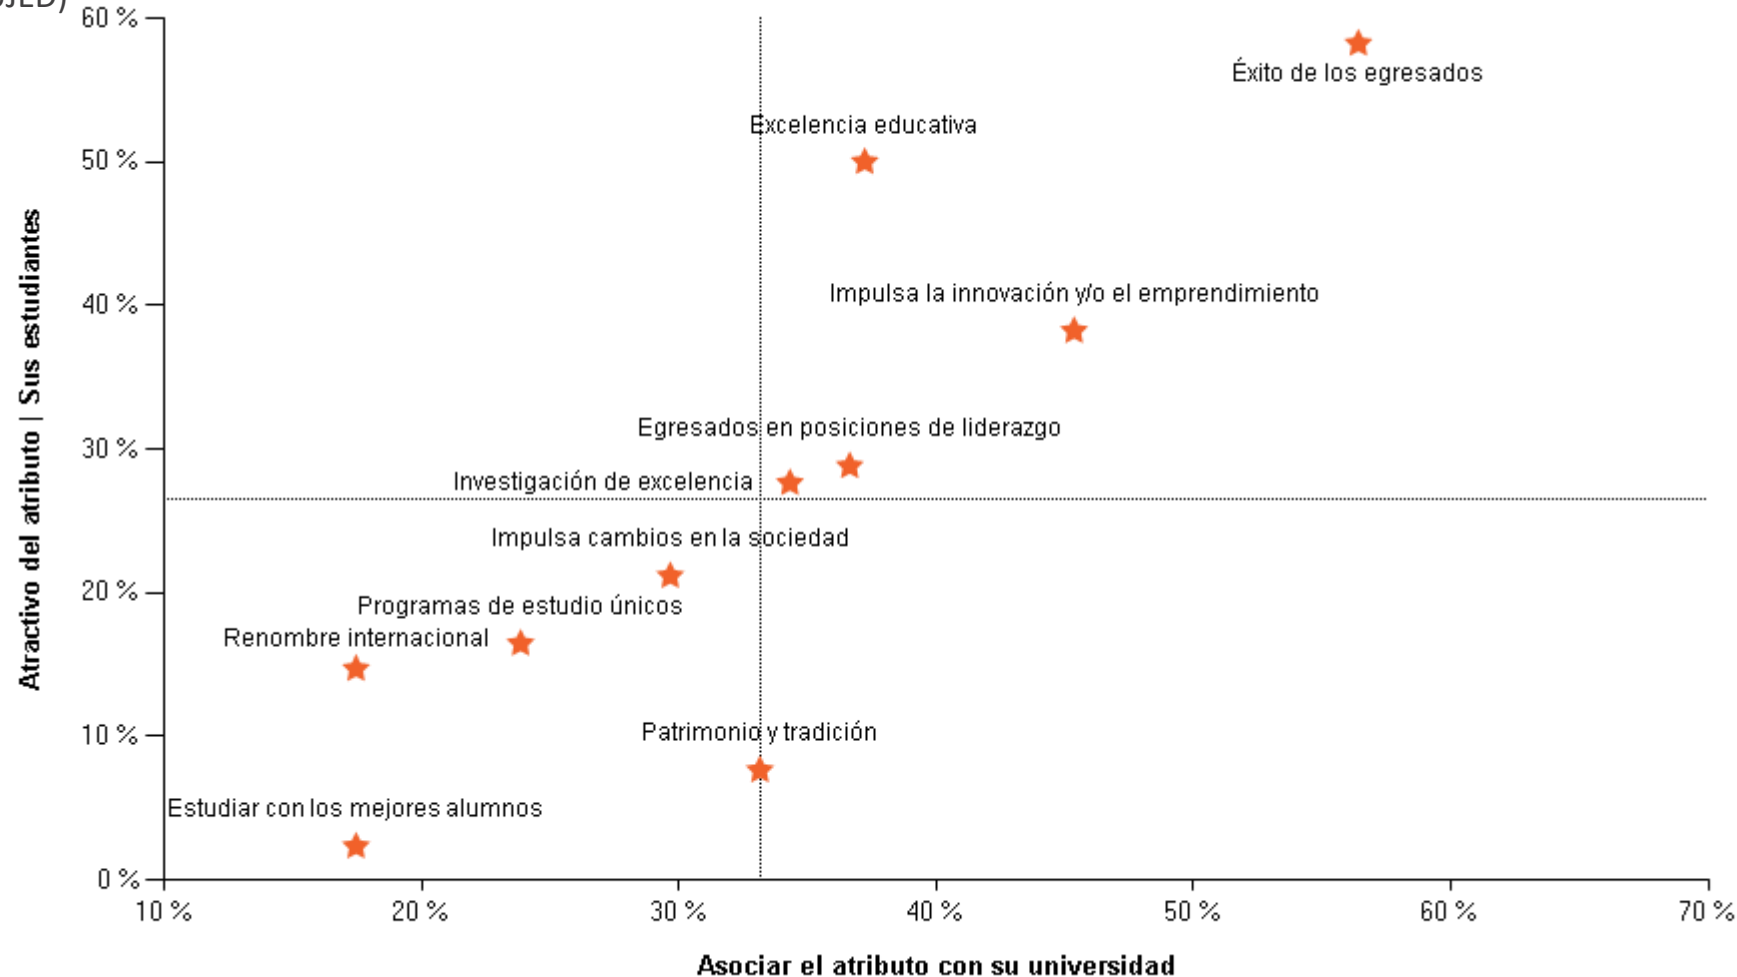 60 %
Éxito de los egresados
Excelencia educativa
50 %
Impulsa la innovación y/o el emprendimiento
40 %
Egresados en posiciones de liderazgo
30 %
Investigación de excelencia
Impulsa cambios en la sociedad
20 %
Programas de estudio únicos
Renombre internacional
10 %
Patrimonio y tradición
Estudiar con los mejores alumnos
0 %
10 % 20 % 30 % 40 % 50 % 60 % 70 %
Asociar el atributo con su universidad
Atractivo del atributo | Sus estudiantes